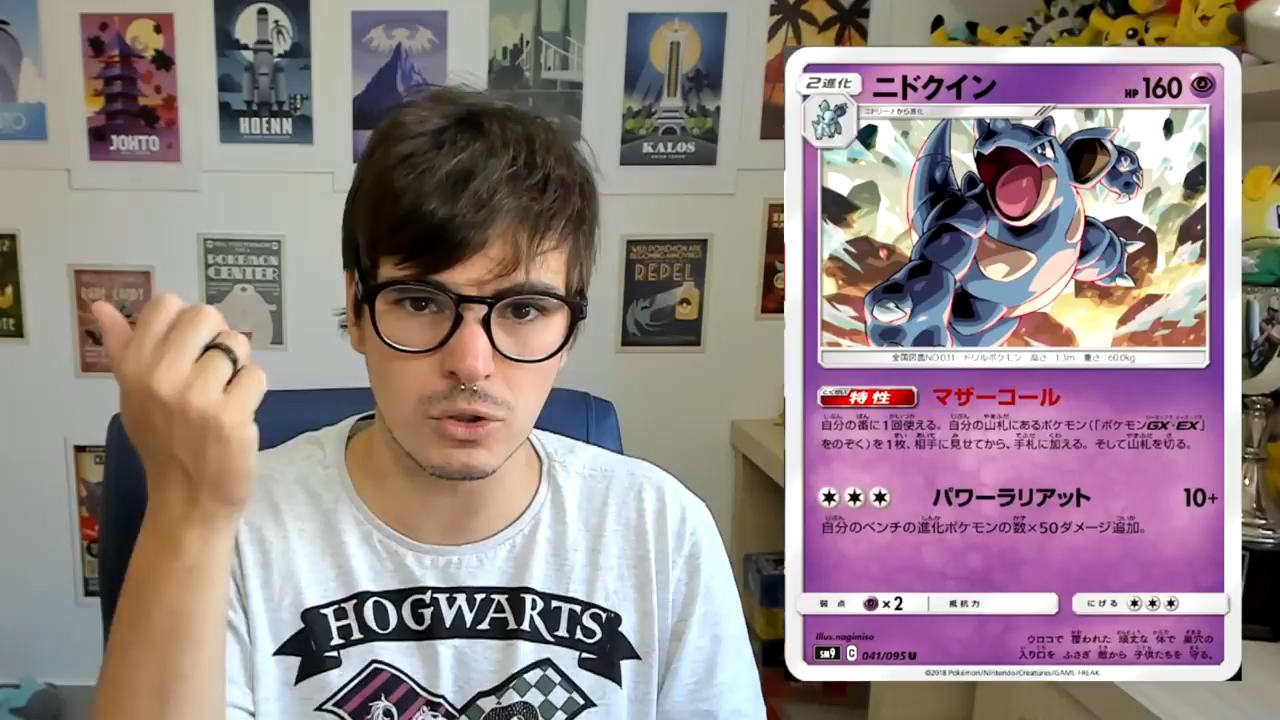 JOHTO
HOENN
KALOS
POKÉMON
CENTER
WILD POKÉMON ARE
BECOMING ANNOYING?
REPEL
HOGWARTS
2進化
ニドクイン
HP 160
ニドリーナから進化
全国図鑑NO.031 ドリルポケモン 高さ:1.3m 重さ:60.0kg
特性 マザーコール
自分の番に1回使える。自分の山札にあるポケモン(「ポケモンGX・EX」
をのぞく)を1枚、相手に見せてから、手札に加える。そして山札を切る。
パワーラリアット 10+
自分のベンチの進化ポケモンの数×50ダメージ追加。
弱点 ×2 抵抗力 にげる
Illus.nagimiso
ウロコで 覆われた 頑丈な 体で 巣穴の
SM9 C 041/095 U
入り口を ふさぎ 敵から 子供たちを 守る。
©2018 Pokémon/Nintendo/Creatures/GAME FREAK